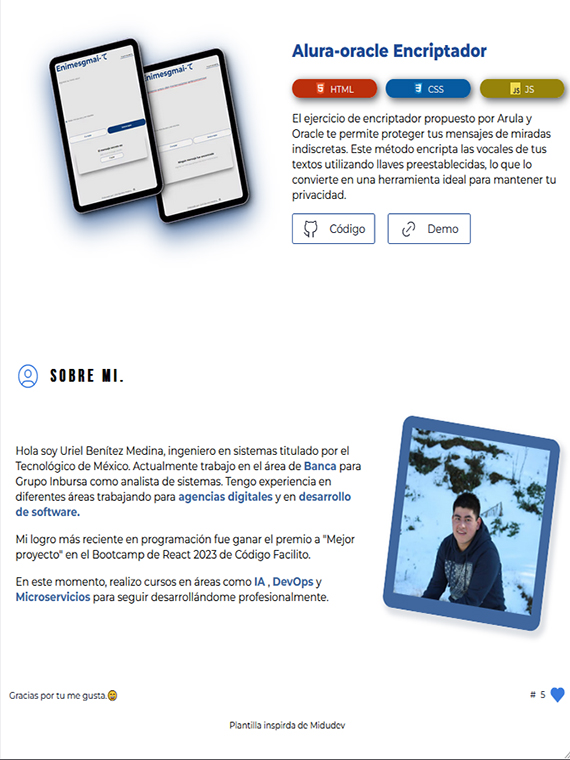 Enimesgmai-て
Enimesgmai-て
Alura-oracle Encriptador
HTML CSS JS
El ejercicio de encriptador propuesto por Arula y
Oracle te permite proteger tus mensajes de miradas
indiscretas. Este método encripta las vocales de tus
textos utilizando llaves preestablecidas, lo que lo
convierte en una herramienta ideal para mantener tu
privacidad.
Código Demo
SOBRE MI.
Hola soy Uriel Benítez Medina, ingeniero en sistemas titulado por el
Tecnológico de México. Actualmente trabajo en el área de Banca para
Grupo Inbursa como analista de sistemas. Tengo experiencia en
diferentes áreas trabajando para agencias digitales y en desarrollo
de software.
Mi logro más reciente en programación fue ganar el premio a "Mejor
proyecto" en el Bootcamp de React 2023 de Código Facilito.
En este momento, realizo cursos en áreas como IA , DevOps y
Microservicios para seguir desarrollándome profesionalmente.
Gracias por tu me gusta.😄 # 5
Plantilla inspirda de Midudev